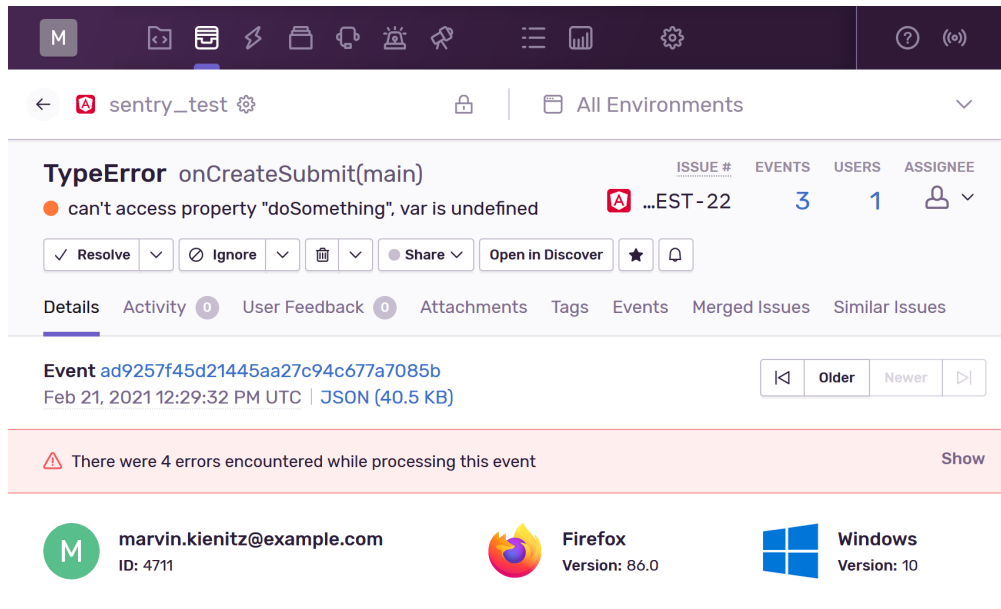 M
sentry_test
All Environments
TypeError onCreateSubmit(main)
can't access property "doSomething", var is undefined
ISSUE # EVENTS USERS ASSIGNEE
...EST-22 3 1
Resolve Ignore Share Open in Discover
Details Activity 0 User Feedback 0 Attachments Tags Events Merged Issues Similar Issues
Event ad9257f45d21445aa27c94c677a7085b
Feb 21, 2021 12:29:32 PM UTC | JSON (40.5 KB)
Older Newer
There were 4 errors encountered while processing this event Show
M
marvin.kienitz@example.com
ID: 4711
Firefox
Version: 86.0
Windows
Version: 10